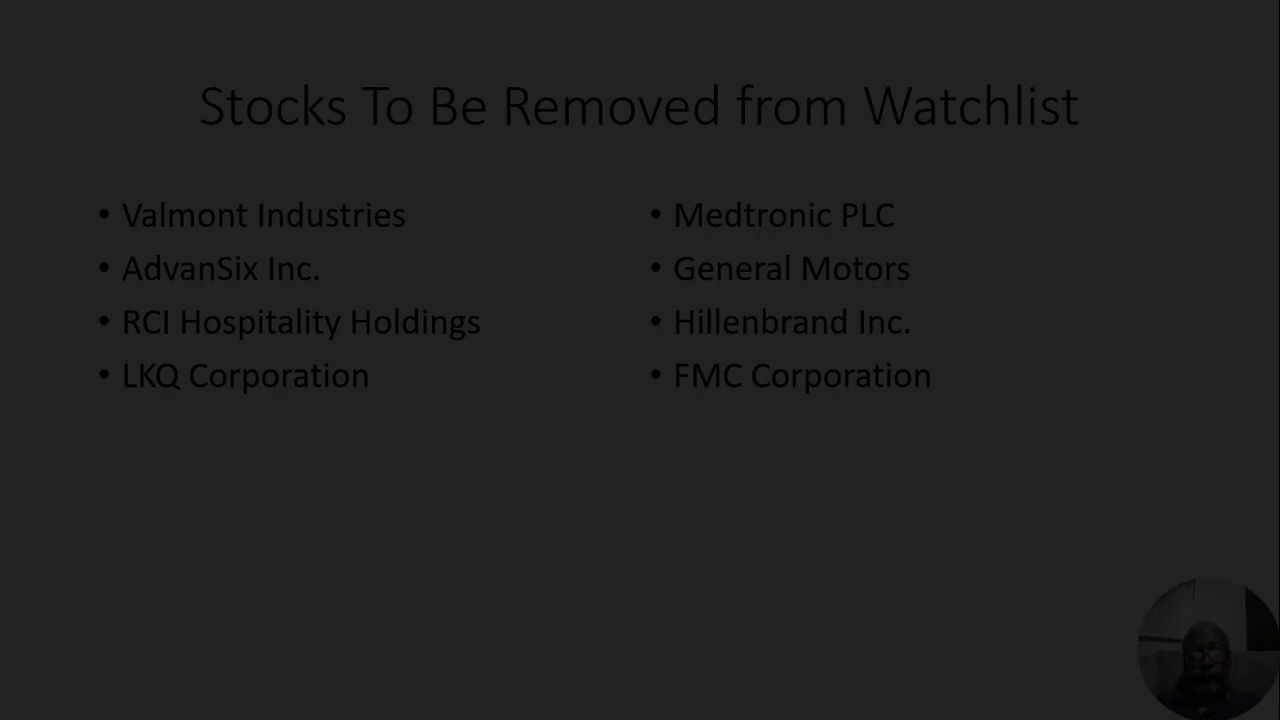 Stocks To Be Removed from Watchlist
• Valmont Industries
• AdvanSix Inc.
• RCI Hospitality Holdings
• LKQ Corporation
• Medtronic PLC
• General Motors
• Hillenbrand Inc.
• FMC Corporation